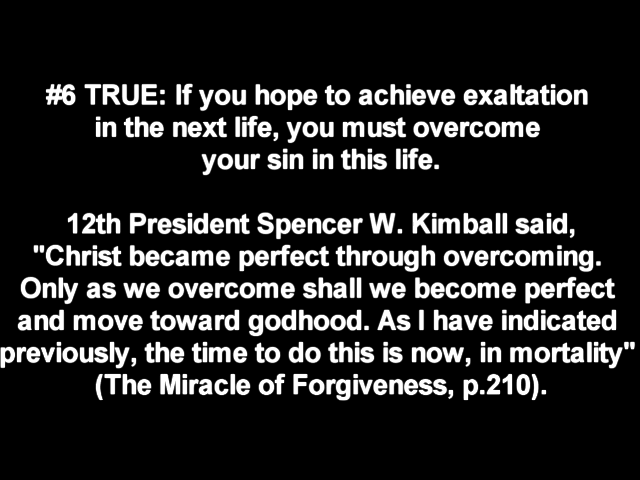 #6 TRUE: If you hope to achieve exaltation
in the next life, you must overcome
your sin in this life.
12th President Spencer W. Kimball said,
"Christ became perfect through overcoming.
Only as we overcome shall we become perfect
and move toward godhood. As I have indicated
previously, the time to do this is now, in mortality"
(The Miracle of Forgiveness, p.210).